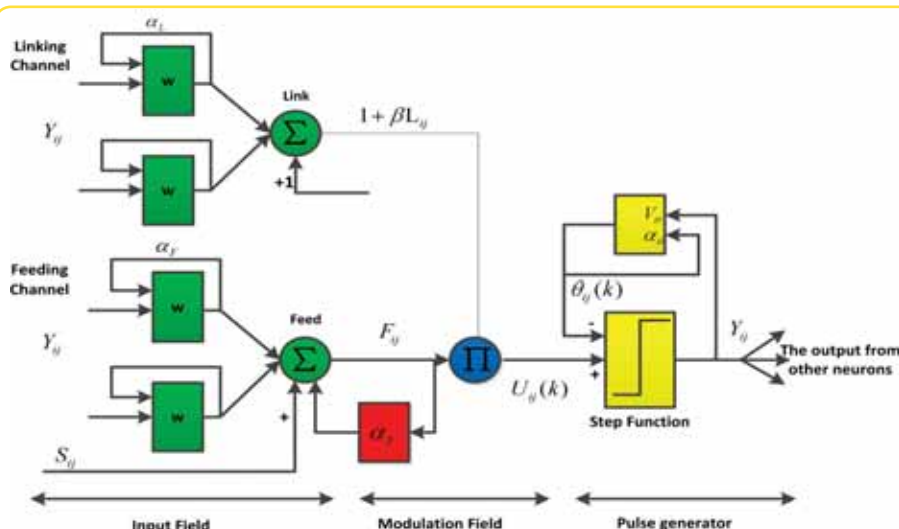 α_L
Linking
Channel
w
Link
1 + βL_ij
Σ
Y_ij
w
+1
V_θ
α_θ
α_F
θ_ij(k)
Feeding
Channel
w
Feed
F_ij
-
Y_ij
Y_ij
Σ
Π
The output from
other neurons
w
+
U_ij(k)
+
Step Function
S_ij
Input Field
Modulation Field
Pulse generator